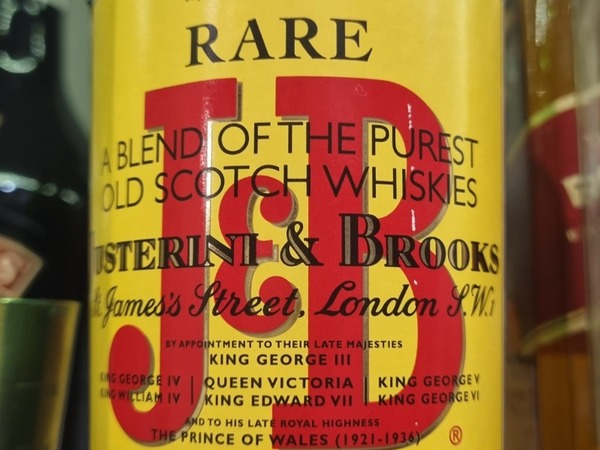 RARE
J&B
A BLEND OF THE PUREST
OLD SCOTCH WHISKIES
JUSTERINI & BROOKS
St. James's Street, London S.W.1
BY APPOINTMENT TO THEIR LATE MAJESTIES
KING GEORGE III
KING GEORGE IV | QUEEN VICTORIA | KING GEORGE V
KING WILLIAM IV | KING EDWARD VII | KING GEORGE VI
AND TO HIS LATE ROYAL HIGHNESS
THE PRINCE OF WALES (1921-1936) ®